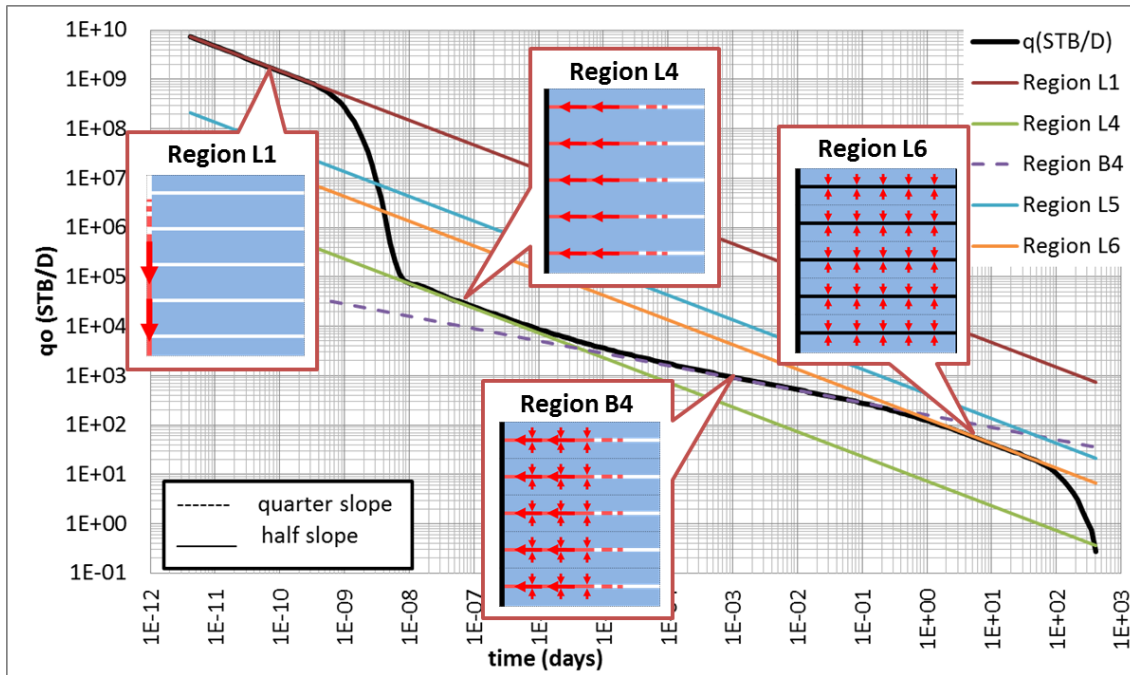 qo (STB/D)
1E+10
1E+09
1E+08
1E+07
1E+06
1E+05
1E+04
1E+03
1E+02
1E+01
1E+00
1E-01
Region L1
Region L4
Region L6
Region B4
q(STB/D)
Region L1
Region L4
Region B4
Region L5
Region L6
quarter slope
half slope
1E-12
1E-11
1E-10
1E-09
1E-08
1E-07
1E-03
1E-02
1E-01
1E+00
1E+01
1E+02
1E+03
time (days)